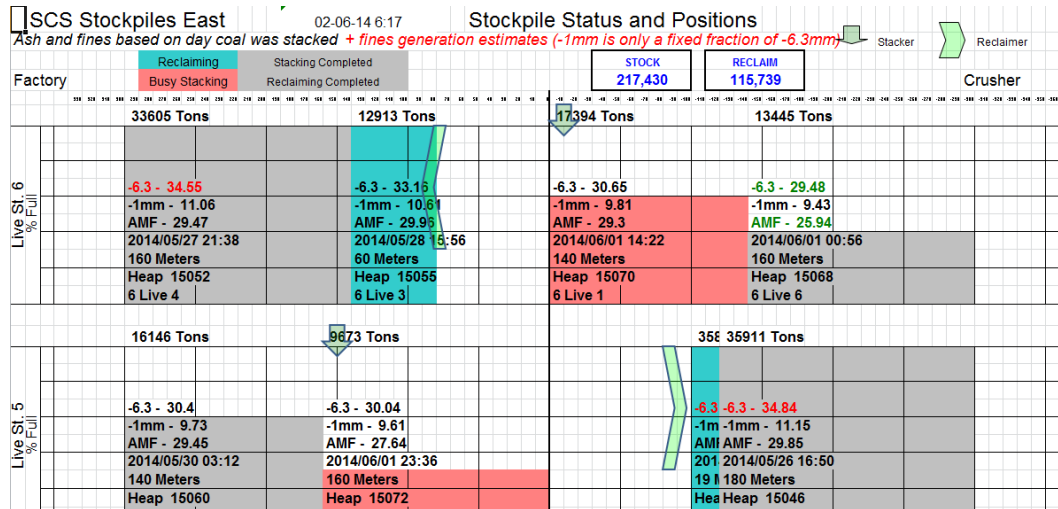 SCS Stockpiles East 02-06-14 6:17 Stockpile Status and Positions
Ash and fines based on day coal was stacked + fines generation estimates (-1mm is only a fixed fraction of -6.3mm) Stacker Reclaimer
Reclaiming Stacking Completed STOCK RECLAIM
Factory Busy Stacking Reclaiming Completed 217,430 115,739 Crusher
33605 Tons 12913 Tons 17394 Tons 13445 Tons
Live St. 6
% Full
-6.3 - 34.55 -6.3 - 33.16 -6.3 - 30.65 -6.3 - 29.48
-1mm - 11.06 -1mm - 10.61 -1mm - 9.81 -1mm - 9.43
AMF - 29.47 AMF - 29.96 AMF - 29.3 AMF - 25.94
2014/05/27 21:38 2014/05/28 15:56 2014/06/01 14:22 2014/06/01 00:56
160 Meters 60 Meters 140 Meters 160 Meters
Heap 15052 Heap 15055 Heap 15070 Heap 15068
6 Live 4 6 Live 3 6 Live 1 6 Live 6
16146 Tons 9673 Tons 358 35911 Tons
Live St. 5
% Full
-6.3 - 30.4 -6.3 - 30.04 -6.3 -6.3 - 34.84
-1mm - 9.73 -1mm - 9.61 -1m -1mm - 11.15
AMF - 29.45 AMF - 27.64 AMF - 29.85
2014/05/30 03:12 2014/06/01 23:36 201 2014/05/26 16:50
140 Meters 160 Meters 19 180 Meters
Heap 15060 Heap 15072 Hea Heap 15046